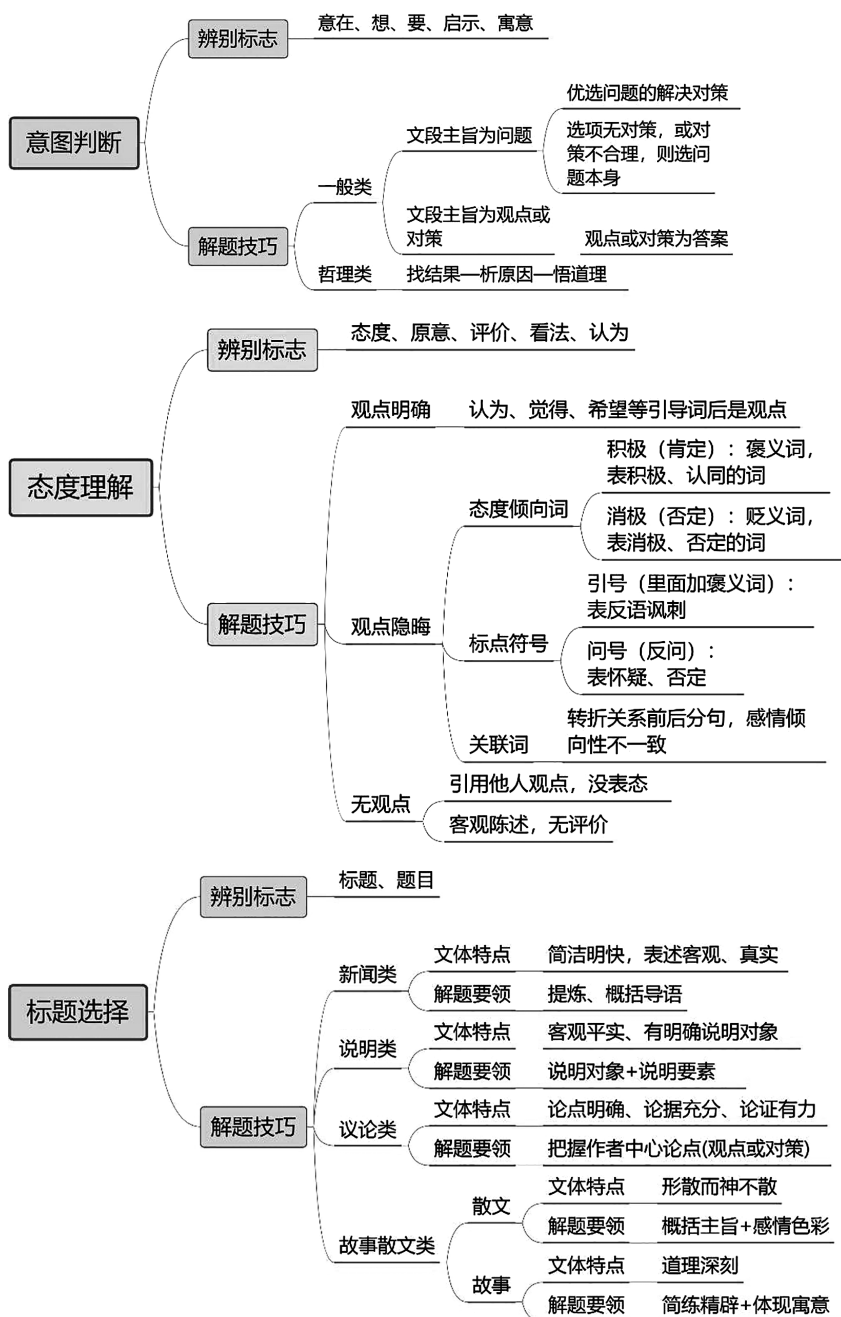 意图判断
辨别标志
意在、想、要、启示、寓意
解题技巧
一般类
文段主旨为问题
优选问题的解决对策
选项无对策，或对
策不合理，则选问
题本身
文段主旨为观点或
对策
观点或对策为答案
哲理类
找结果—析原因—悟道理
态度理解
辨别标志
态度、原意、评价、看法、认为
解题技巧
观点明确
认为、觉得、希望等引导词后是观点
观点隐晦
态度倾向词
积极（肯定）：褒义词，
表积极、认同的词
消极（否定）：贬义词，
表消极、否定的词
标点符号
引号（里面加褒义词）：
表反语讽刺
问号（反问）：
表怀疑、否定
关联词
转折关系前后分句，感情倾
向性不一致
无观点
引用他人观点，没表态
客观陈述，无评价
标题选择
辨别标志
标题、题目
解题技巧
新闻类
文体特点
简洁明快，表述客观、真实
解题要领
提炼、概括导语
说明类
文体特点
客观平实、有明确说明对象
解题要领
说明对象+说明要素
议论类
文体特点
论点明确、论据充分、论证有力
解题要领
把握作者中心论点(观点或对策)
故事散文类
散文
文体特点
形散而神不散
解题要领
概括主旨+感情色彩
故事
文体特点
道理深刻
解题要领
简练精辟+体现寓意